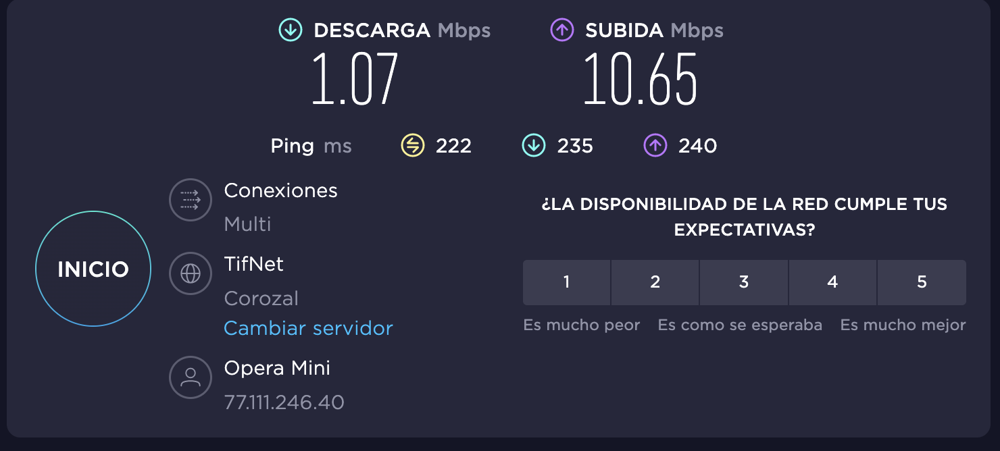 DESCARGA Mbps
1.07
SUBIDA Mbps
10.65
Ping ms 222 235 240
INICIO
Conexiones
Multi
TifNet
Corozal
Cambiar servidor
Opera Mini
77.111.246.40
¿LA DISPONIBILIDAD DE LA RED CUMPLE TUS
EXPECTATIVAS?
1 2 3 4 5
Es mucho peor Es como se esperaba Es mucho mejor